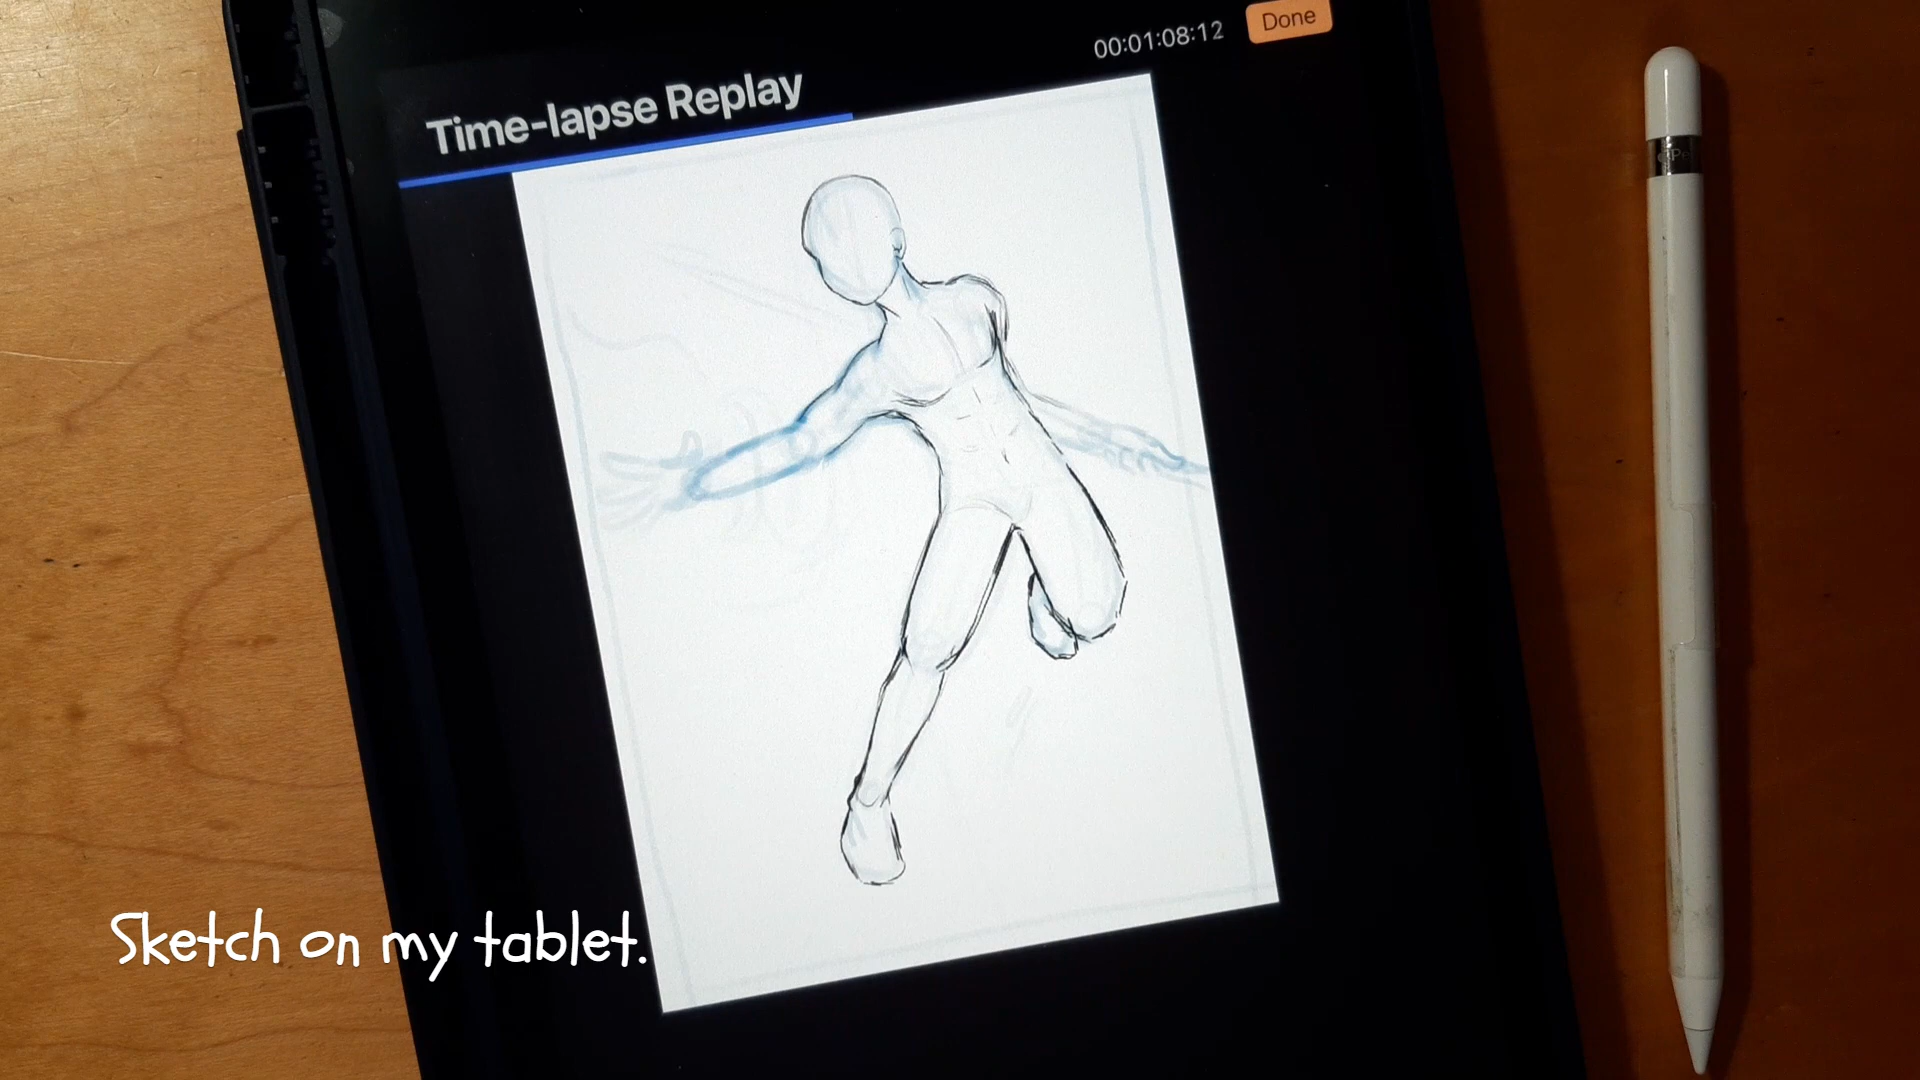 00:01:08:12
Done
Time-lapse Replay
Sketch on my tablet.